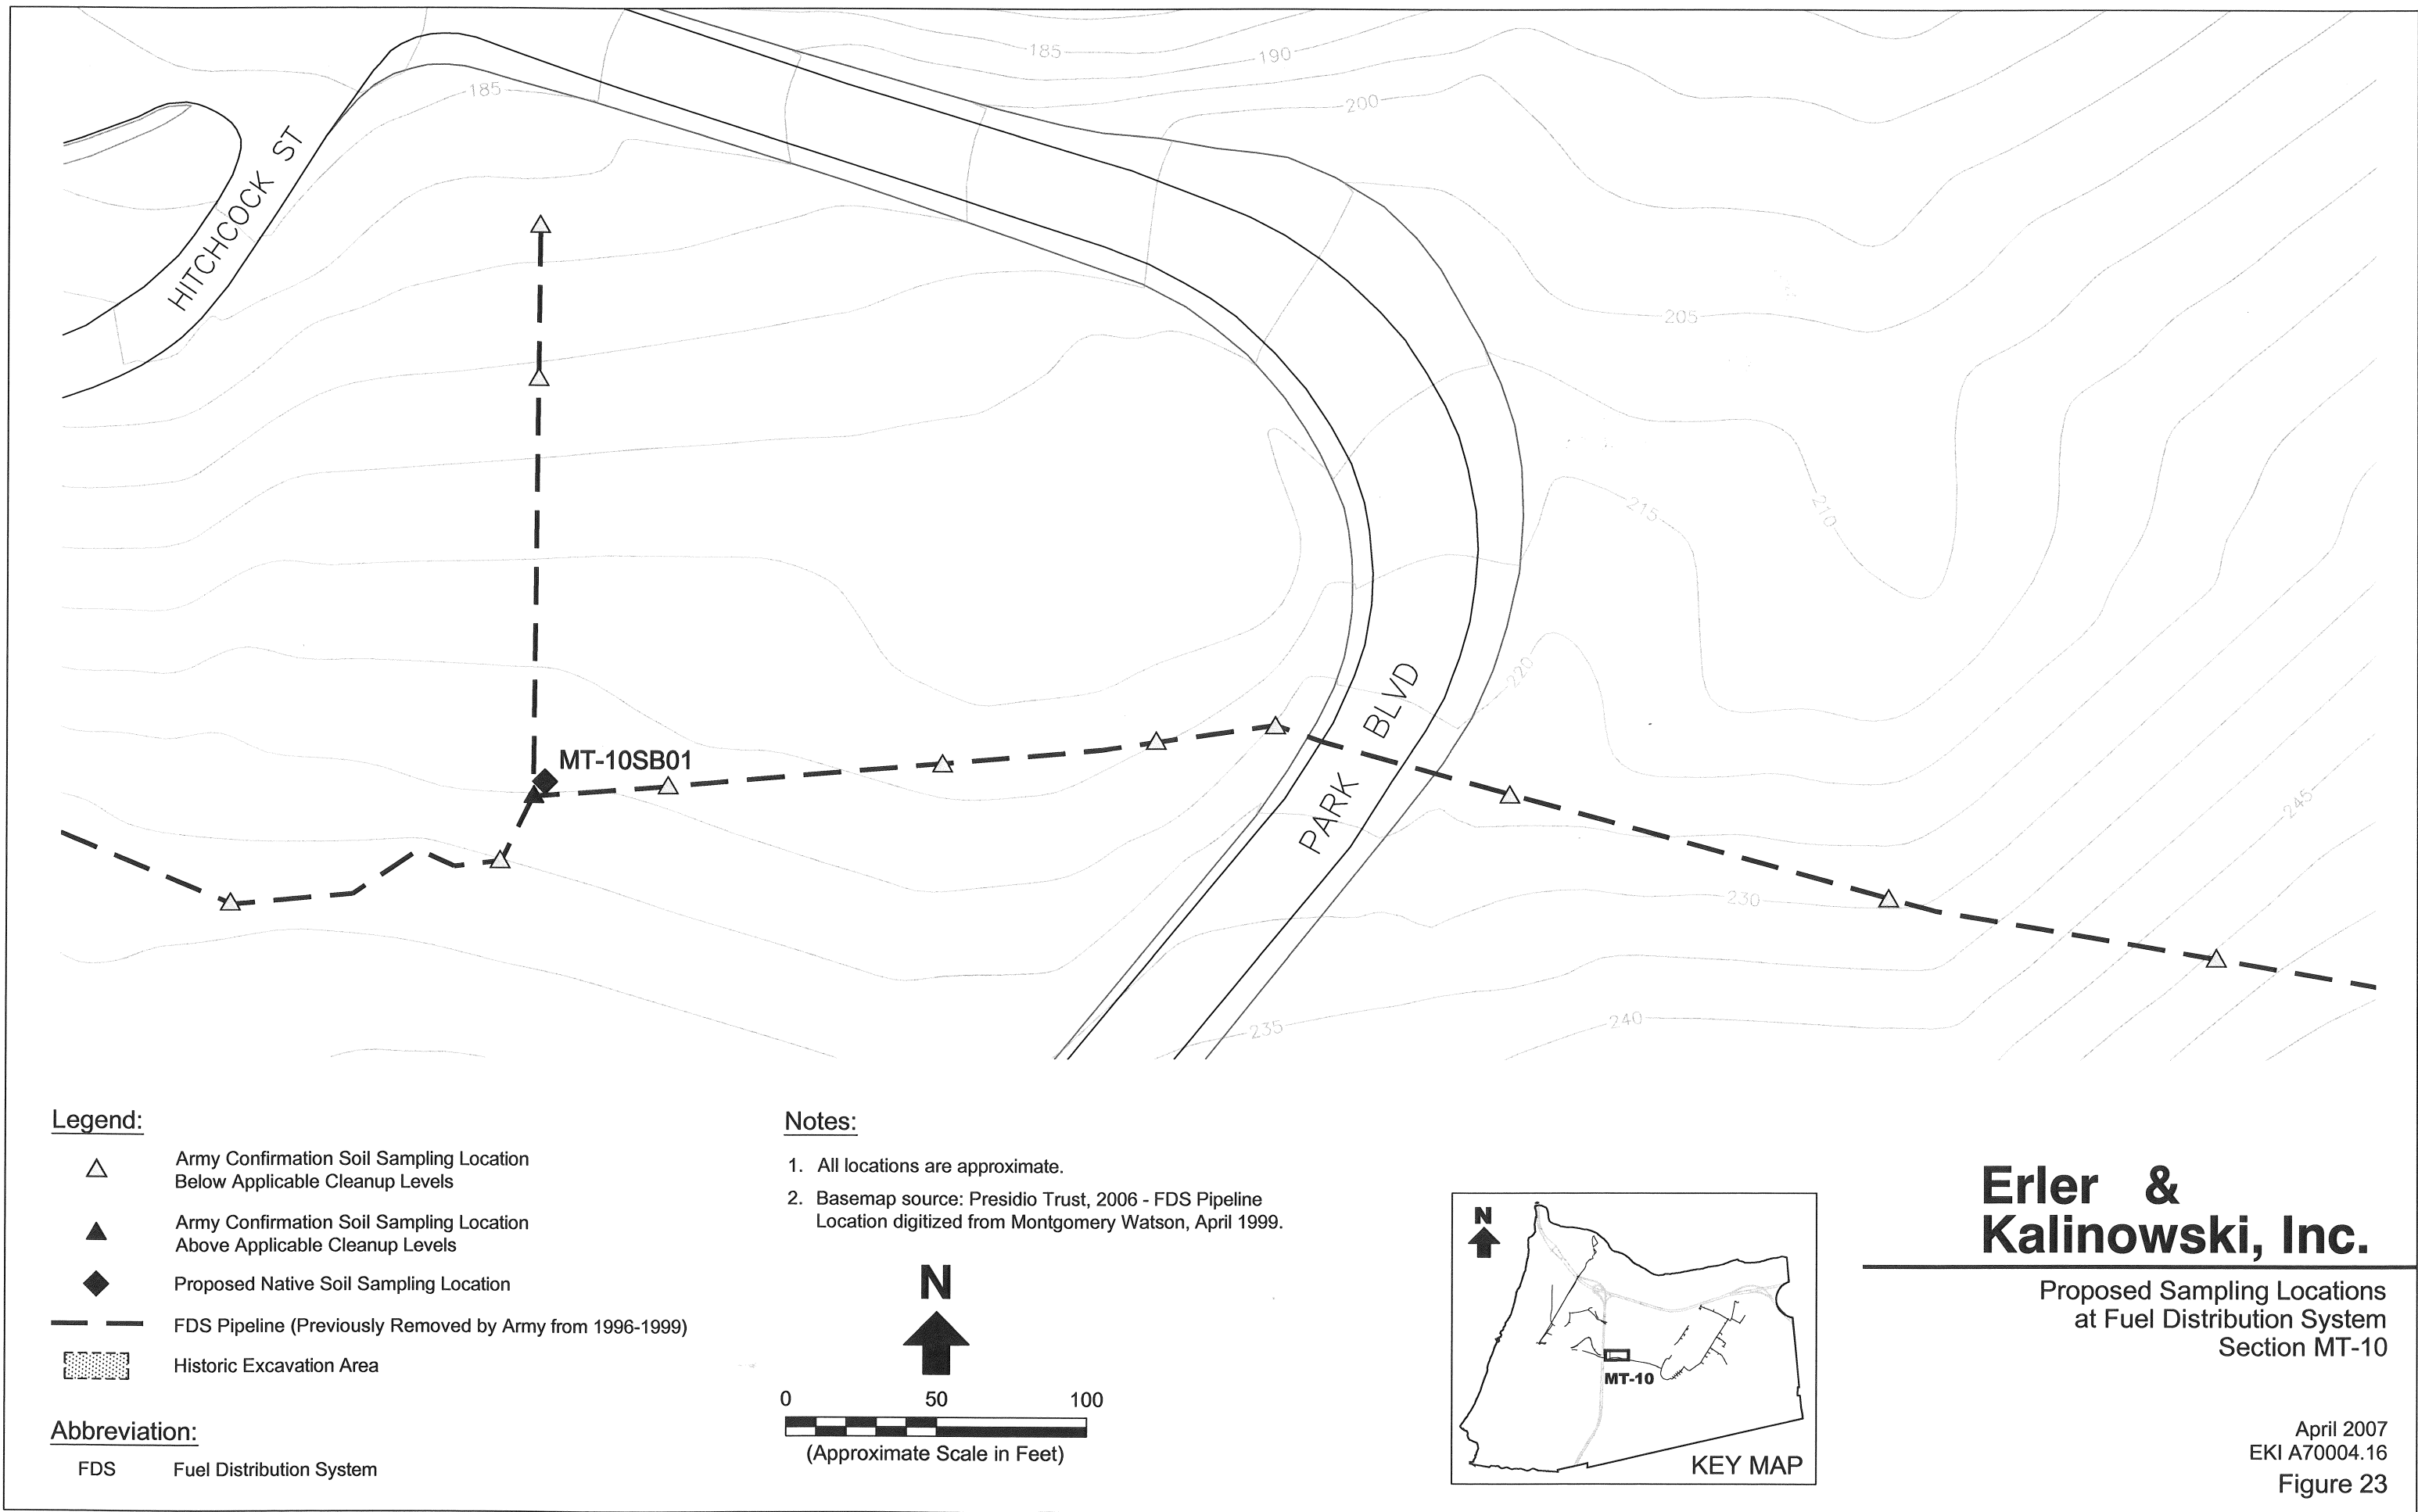 185
190
200
185
HITCHCOCK ST
205
215
210
220
PARK BLVD
MT-10SB01
245
230
235
240
Legend:
Army Confirmation Soil Sampling Location
Below Applicable Cleanup Levels
Army Confirmation Soil Sampling Location
Above Applicable Cleanup Levels
Proposed Native Soil Sampling Location
FDS Pipeline (Previously Removed by Army from 1996-1999)
Historic Excavation Area
Abbreviation:
FDS Fuel Distribution System
Notes:
1. All locations are approximate.
2. Basemap source: Presidio Trust, 2006 - FDS Pipeline
Location digitized from Montgomery Watson, April 1999.
N
0 50 100
(Approximate Scale in Feet)
N
MT-10
KEY MAP
Erler &
Kalinowski, Inc.
Proposed Sampling Locations
at Fuel Distribution System
Section MT-10
April 2007
EKI A70004.16
Figure 23